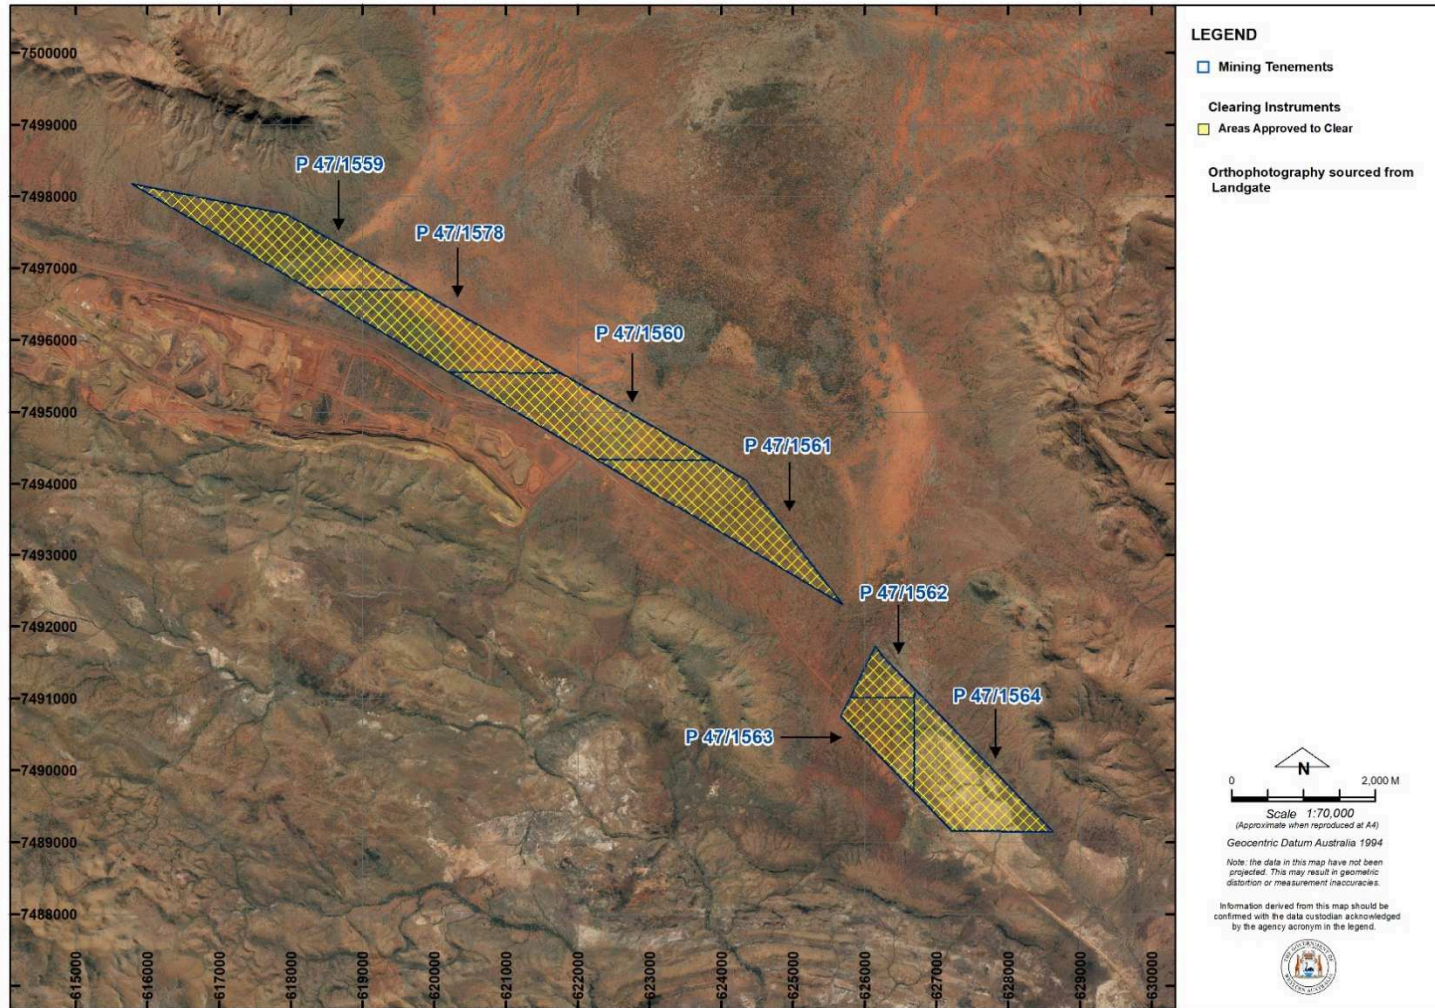 7500000
7499000
7498000
7497000
7496000
7495000
7494000
7493000
7492000
7491000
7490000
7489000
7488000
P 47/1559
P 47/1578
P 47/1560
P 47/1561
P 47/1562
P 47/1564
P 47/1563
615000
616000
617000
618000
619000
620000
621000
622000
623000
624000
625000
626000
627000
628000
629000
630000
LEGEND
Mining Tenements
Clearing Instruments
Areas Approved to Clear
Orthophotography sourced from
Landgate
N
0 2,000 M
Scale 1:70,000
(Approximate when reproduced at A4)
Geocentric Datum Australia 1994
Note: the data in this map have not been
projected. This may result in geometric
distortion or measurement inaccuracies.
Information derived from this map should be
confirmed with the data custodian acknowledged
by the agency acronym in the legend.
THE GOVERNMENT OF
WESTERN AUSTRALIA